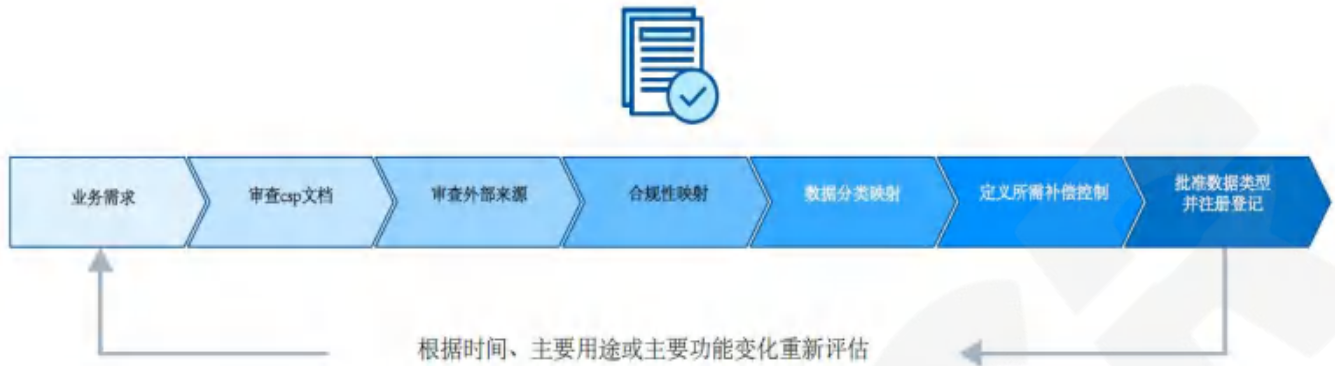 业务需求
审查csp文档
审查外部来源
合规性映射
数据分类映射
定义所需补偿控制
批准数据类型
并注册登记
根据时间、主要用途或主要功能变化重新评估